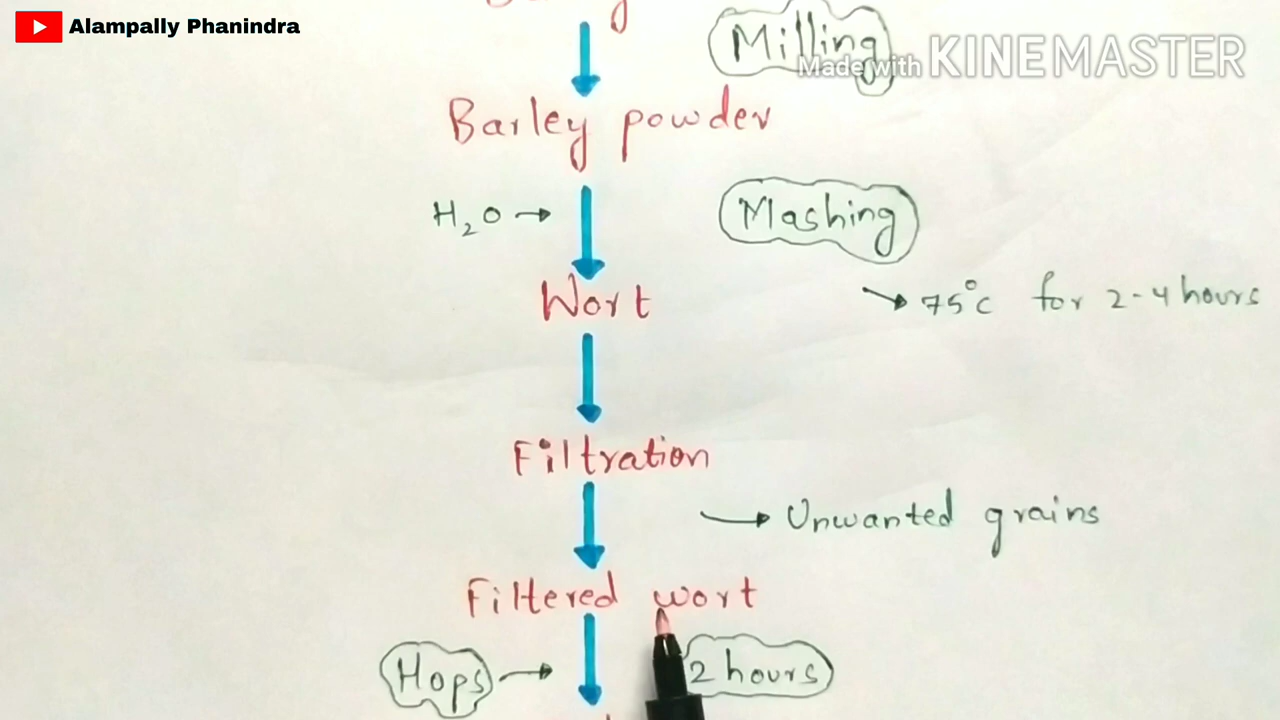 Alampally Phanindra
Milling
Made with KINEMASTER
Barley powder
H₂O →
Mashing
Wort
→ 75°C for 2-4 hours
Filtration
→ Unwanted grains
Filtered wort
Hops →
2 hours